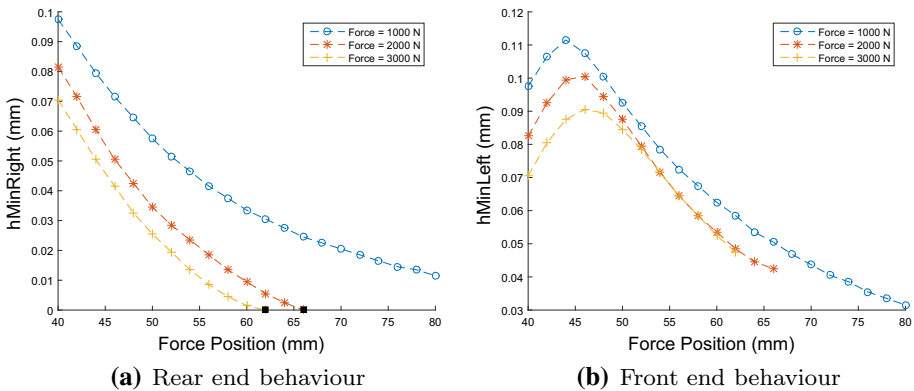 0.1
0.09
0.08
0.07
0.06
0.05
0.04
0.03
0.02
0.01
0
hMinRight (mm)
40 45 50 55 60 65 70 75 80
Force Position (mm)
Force = 1000 N
Force = 2000 N
Force = 3000 N
(a) Rear end behaviour
0.12
0.11
0.1
0.09
0.08
0.07
0.06
0.05
0.04
0.03
hMinLeft (mm)
40 45 50 55 60 65 70 75 80
Force Position (mm)
Force = 1000 N
Force = 2000 N
Force = 3000 N
(b) Front end behaviour